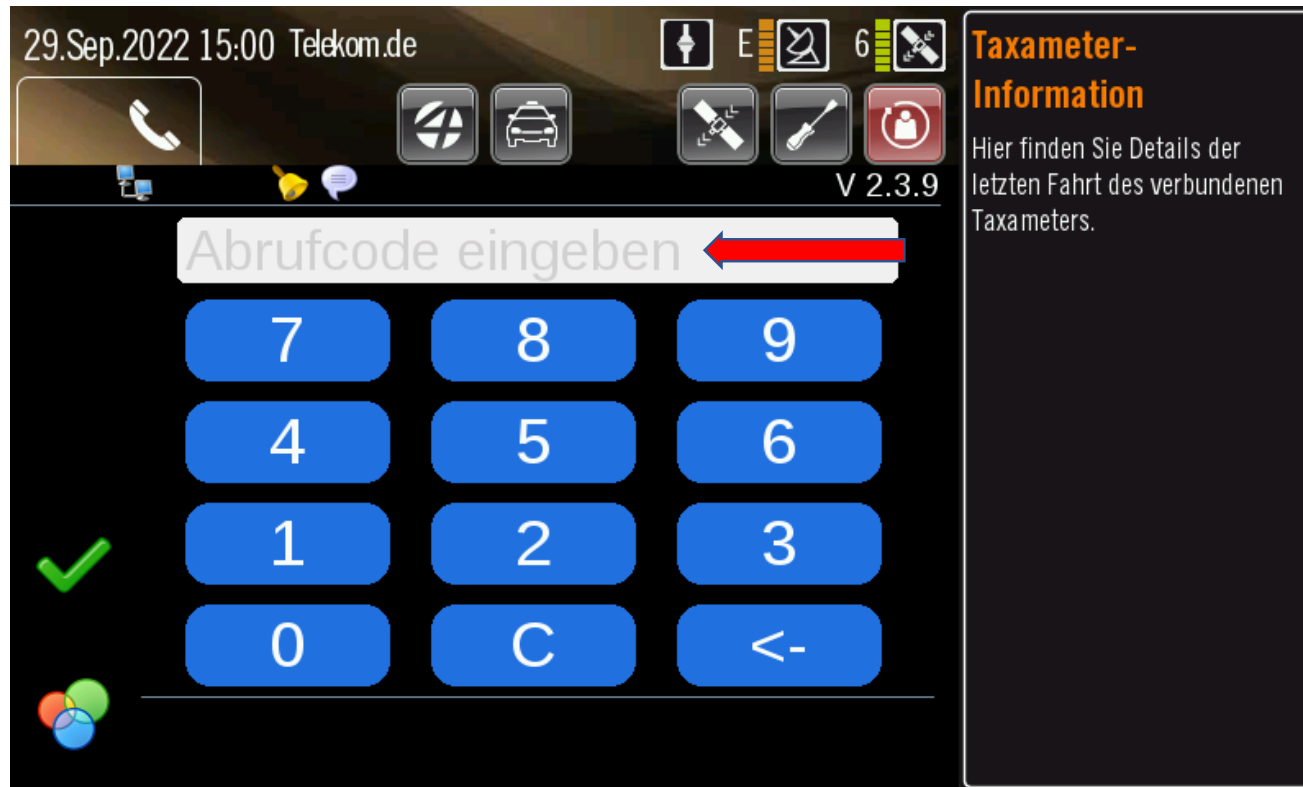 29.Sep.2022 15:00 Telekom.de E 6
V 2.3.9
Abrufcode eingeben
7 8 9
4 5 6
1 2 3
0 C <-
Taxameter-
Information
Hier finden Sie Details der
letzten Fahrt des verbundenen
Taxameters.